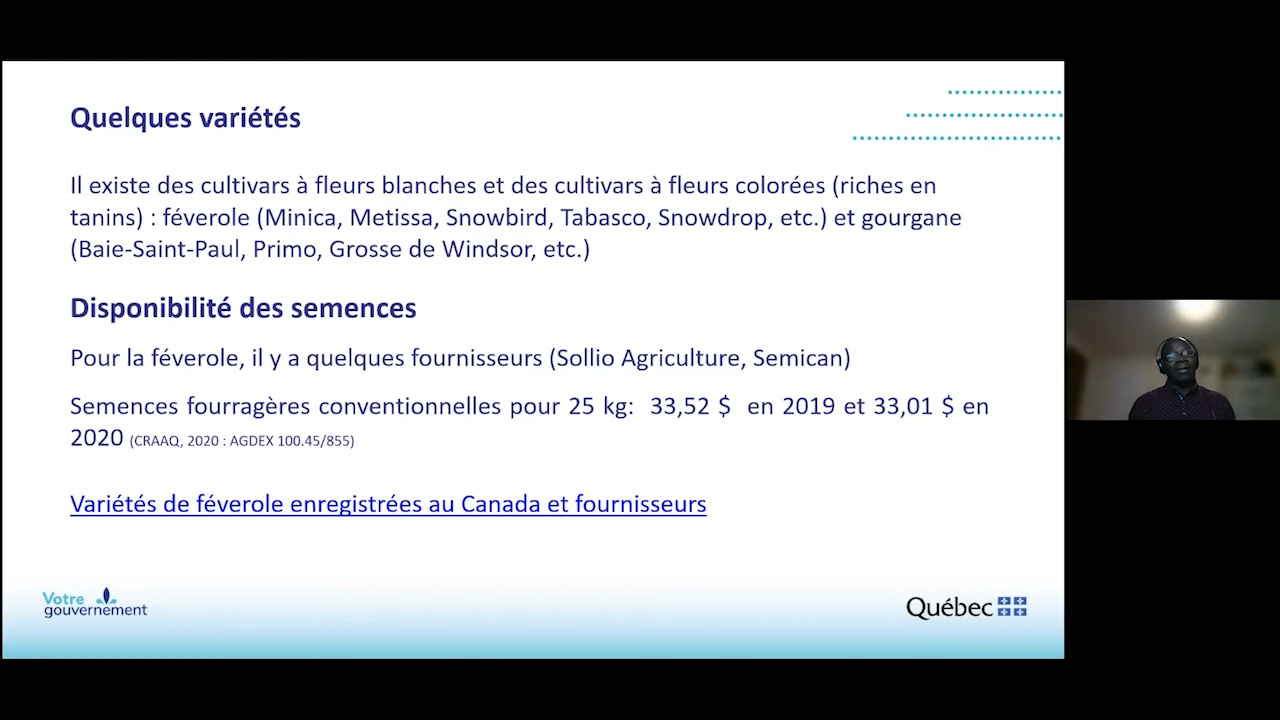 Quelques variétés
Il existe des cultivars à fleurs blanches et des cultivars à fleurs colorées (riches en
tanins) : féverole (Minica, Metissa, Snowbird, Tabasco, Snowdrop, etc.) et gourgane
(Baie-Saint-Paul, Primo, Grosse de Windsor, etc.)
Disponibilité des semences
Pour la féverole, il y a quelques fournisseurs (Sollio Agriculture, Semican)
Semences fourragères conventionnelles pour 25 kg: 33,52 $ en 2019 et 33,01 $ en
2020 (CRAAQ, 2020 : AGDEX 100.45/855)
Variétés de féverole enregistrées au Canada et fournisseurs
Votre
gouvernement
Québec